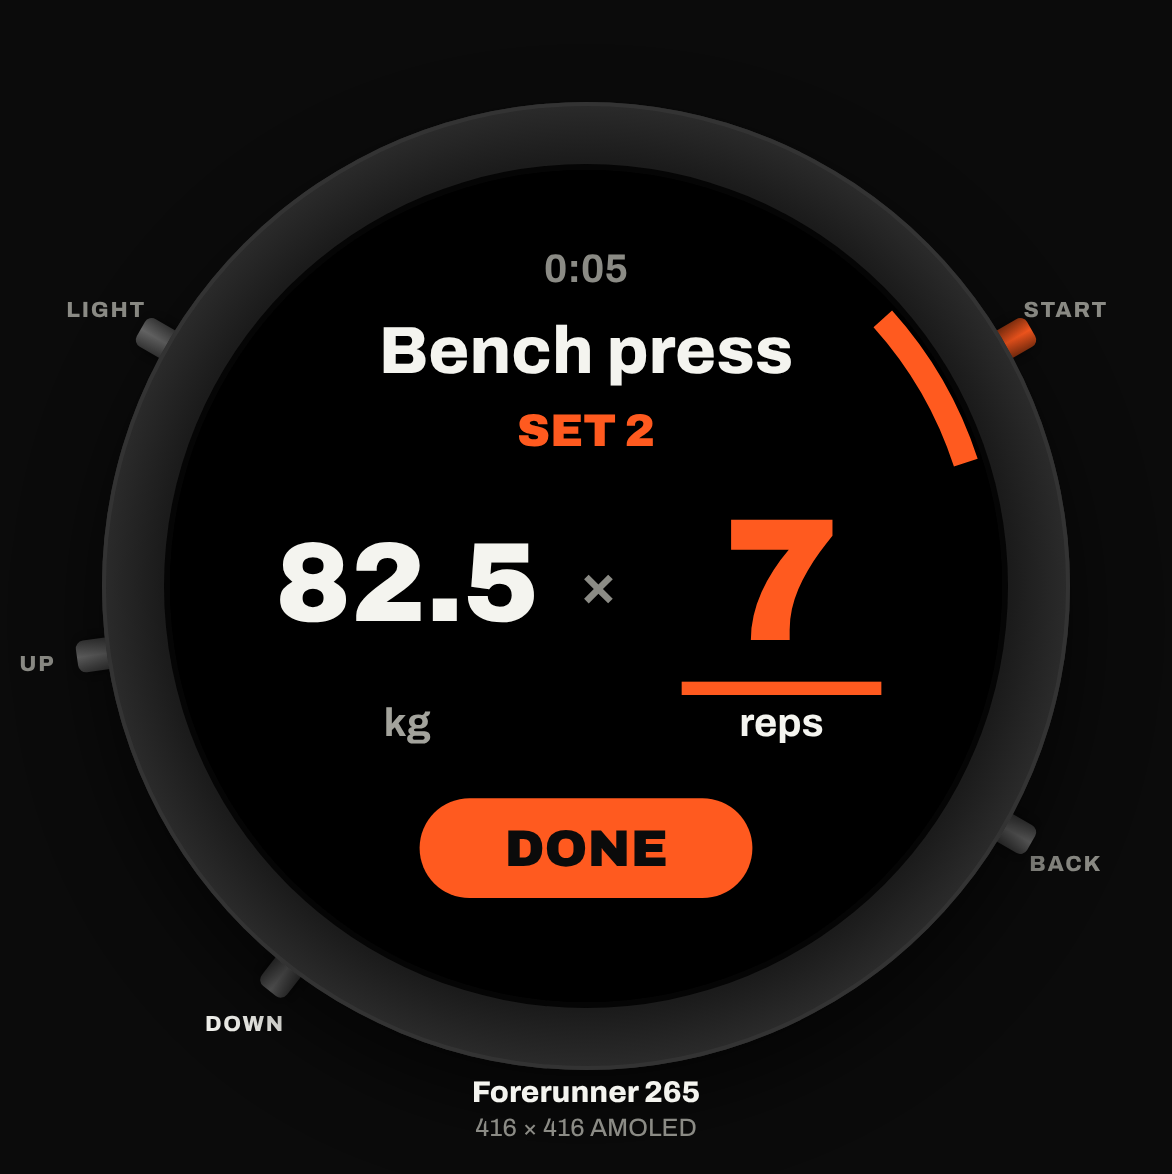 0:05
LIGHT
START
Bench press
SET 2
82.5 × 7
UP
kg
reps
DONE
BACK
DOWN
Forerunner 265
416 × 416 AMOLED